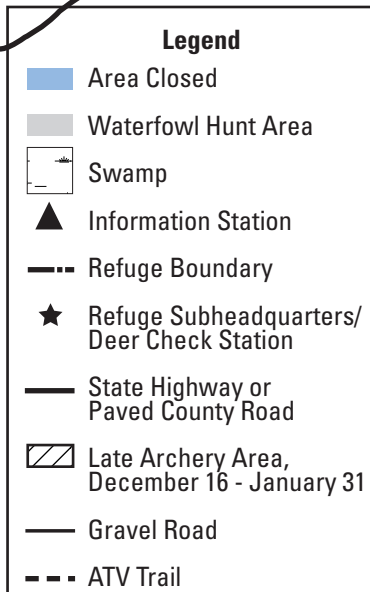 Legend
Area Closed
Waterfowl Hunt Area
Swamp
Information Station
Refuge Boundary
Refuge Subheadquarters/
Deer Check Station
State Highway or
Paved County Road
Late Archery Area,
December 16 - January 31
Gravel Road
ATV Trail